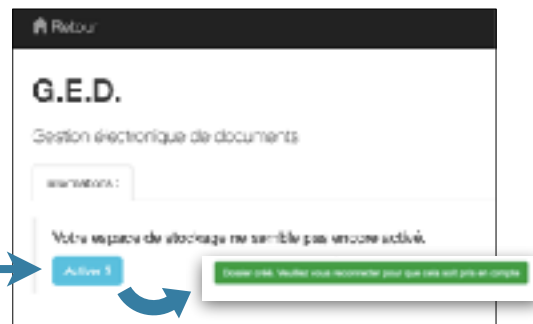 Retour
G.E.D.
Gestion électronique de documents
Informations :
Votre espace de stockage ne semble pas encore activé.
Activer !
Dossier créé. Veuillez vous reconnecter pour que cela soit pris en compte